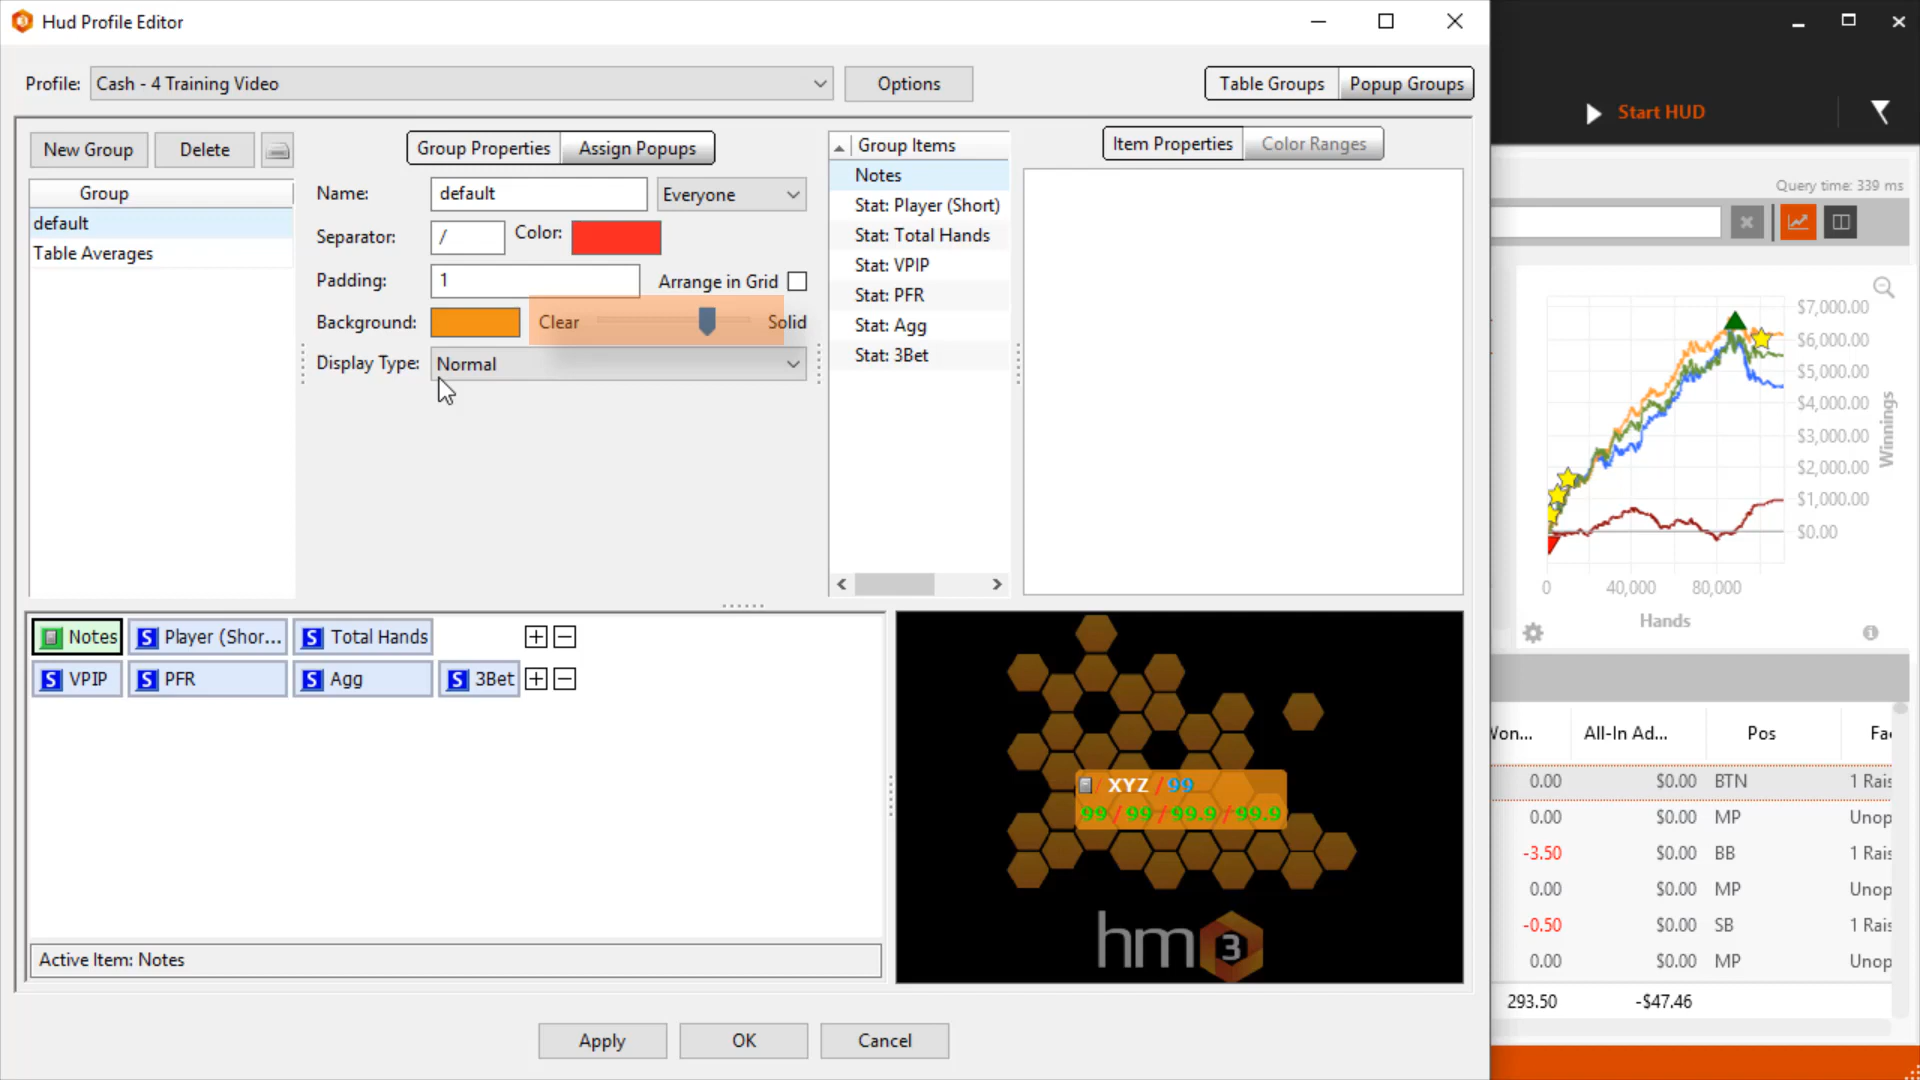 Hud Profile Editor
Profile: Cash - 4 Training Video Options Table Groups Popup Groups
Start HUD
New Group Delete Group Properties Assign Popups Group Items Item Properties Color Ranges
Group
default
Table Averages
Name: default Everyone
Separator: / Color:
Padding: 1 Arrange in Grid
Background: Clear Solid
Display Type: Normal
Notes
Stat: Player (Short)
Stat: Total Hands
Stat: VPIP
Stat: PFR
Stat: Agg
Stat: 3Bet
Query time: 339 ms
$7,000.00
$6,000.00
$5,000.00
$4,000.00
$3,000.00
$2,000.00
$1,000.00
$0.00
Winnings
0 40,000 80,000
Hands
Notes S Player (Shor... S Total Hands
S VPIP S PFR S Agg S 3Bet
/ XYZ / 99
99 / 99 / 99.9 / 99.9
hm 3
Active Item: Notes
Apply OK Cancel
Won... All-In Ad... Pos
0.00 $0.00 BTN 1 Rais
0.00 $0.00 MP Unop
-3.50 $0.00 BB 1 Rais
0.00 $0.00 MP Unop
-0.50 $0.00 SB 1 Rais
0.00 $0.00 MP Unop
293.50 -$47.46